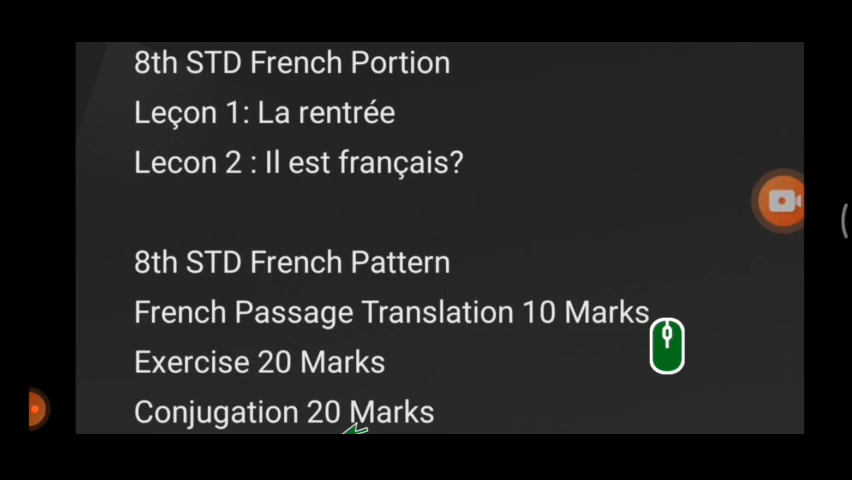 8th STD French Portion
Leçon 1: La rentrée
Lecon 2 : Il est français?
8th STD French Pattern
French Passage Translation 10 Marks
Exercise 20 Marks
Conjugation 20 Marks